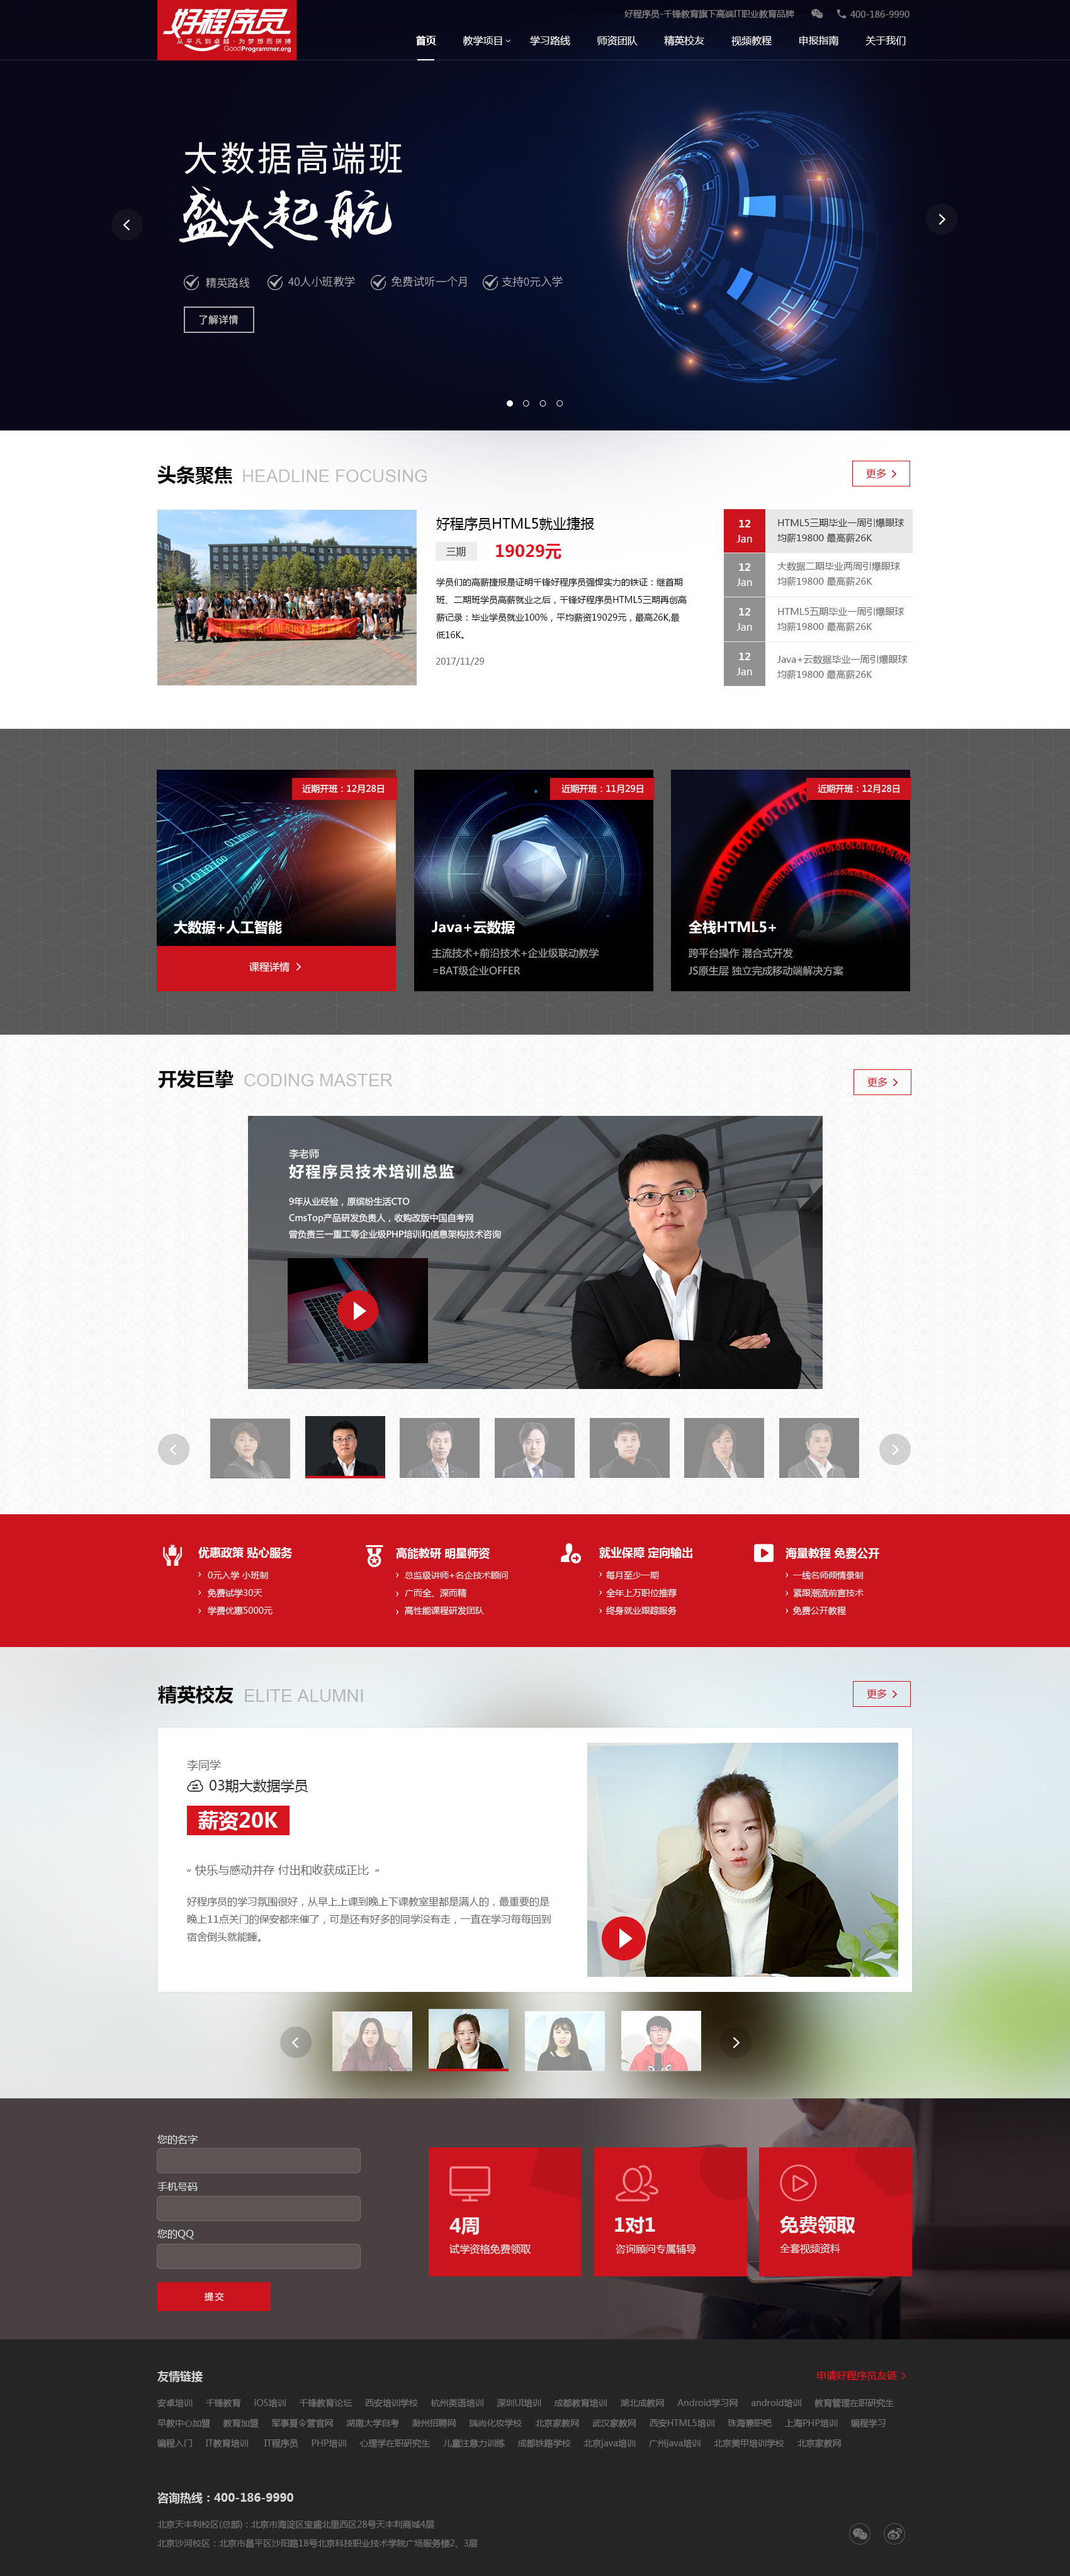 好程序员
从平凡到卓越·为梦想而拼搏
GoodProgrammer.org
好程序员-千锋教育旗下高端IT职业教育品牌
400-186-9990
首页 教学项目 学习路线 师资团队 精英校友 视频教程 申报指南 关于我们
大数据高端班
盛大起航
精英路线 40人小班教学 免费试听一个月 支持0元入学
了解详情
头条聚焦 HEADLINE FOCUSING
更多
好程序员HTML5就业捷报
三期 19029元
学员们的高薪捷报是证明千锋好程序员强悍实力的铁证：继首期
班、二期班学员高薪就业之后，千锋好程序员HTML5三期再创高
薪记录：毕业学员就业100%，平均薪资19029元，最高26K,最
低16K。
2017/11/29
12
Jan
HTML5三期毕业一周引爆眼球
均薪19800 最高薪26K
12
Jan
大数据二期毕业两周引爆眼球
均薪19800 最高薪26K
12
Jan
HTML5五期毕业一周引爆眼球
均薪19800 最高薪26K
12
Jan
Java+云数据毕业一周引爆眼球
均薪19800 最高薪26K
近期开班：12月28日
大数据+人工智能
课程详情
近期开班：11月29日
Java+云数据
主流技术+前沿技术+企业级联动教学
=BAT级企业OFFER
近期开班：12月28日
全栈HTML5+
跨平台操作 混合式开发
JS原生层 独立完成移动端解决方案
开发巨挚 CODING MASTER
更多
李老师
好程序员技术培训总监
9年从业经验，原缤纷生活CTO
CmsTop产品研发负责人，收购改版中国自考网
曾负责三一重工等企业级PHP培训和信息架构技术咨询
优惠政策 贴心服务
0元入学 小班制
免费试学30天
学费优惠5000元
高能教研 明星师资
总监级讲师+名企技术顾问
广而全、深而精
高性能课程研发团队
就业保障 定向输出
每月至少一期
全年上万职位推荐
终身就业跟踪服务
海量教程 免费公开
一线名师倾情录制
紧跟潮流前言技术
免费公开教程
精英校友 ELITE ALUMNI
更多
李同学
03期大数据学员
薪资20K
“ 快乐与感动并存 付出和收获成正比 ”
好程序员的学习氛围很好，从早上上课到晚上下课教室里都是满人的，最重要的是
晚上11点关门的保安都来催了，可是还有好多的同学没有走，一直在学习每每回到
宿舍倒头就能睡。
您的名字
手机号码
您的QQ
提交
4周
试学资格免费领取
1对1
咨询顾问专属辅导
免费领取
全套视频资料
友情链接
申请好程序员友链
安卓培训 千锋教育 iOS培训 千锋教育论坛 西安培训学校 杭州英语培训 深圳UI培训 成都教育培训 湖北成教网 Android学习网 android培训 教育管理在职研究生
早教中心加盟 教育加盟 军事夏令营官网 湖南大学自考 滁州招聘网 瑞尚化妆学校 北京家教网 武汉家教网 西安HTML5培训 珠海兼职吧 上海PHP培训 编程学习
编程入门 IT教育培训 IT程序员 PHP培训 心理学在职研究生 儿童注意力训练 成都铁路学校 北京java培训 广州java培训 北京美甲培训学校 北京家教网
咨询热线：400-186-9990
北京天丰利校区(总部)：北京市海淀区宝盛北里西区28号天丰利商城4层
北京沙河校区：北京市昌平区沙阳路18号北京科技职业技术学院广场服务楼2、3层